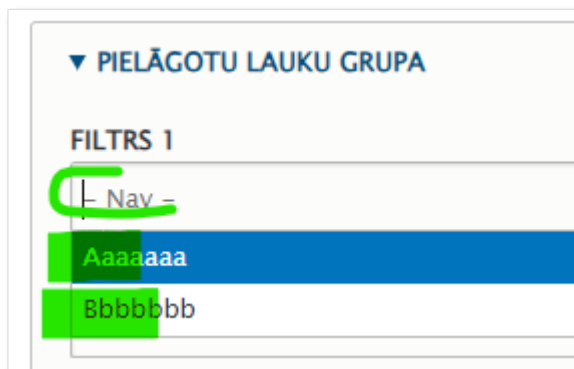 ▼ PIELĀGOTU LAUKU GRUPA
FILTRS 1
– Nav –
Aaaaaaa
Bbbbbbb